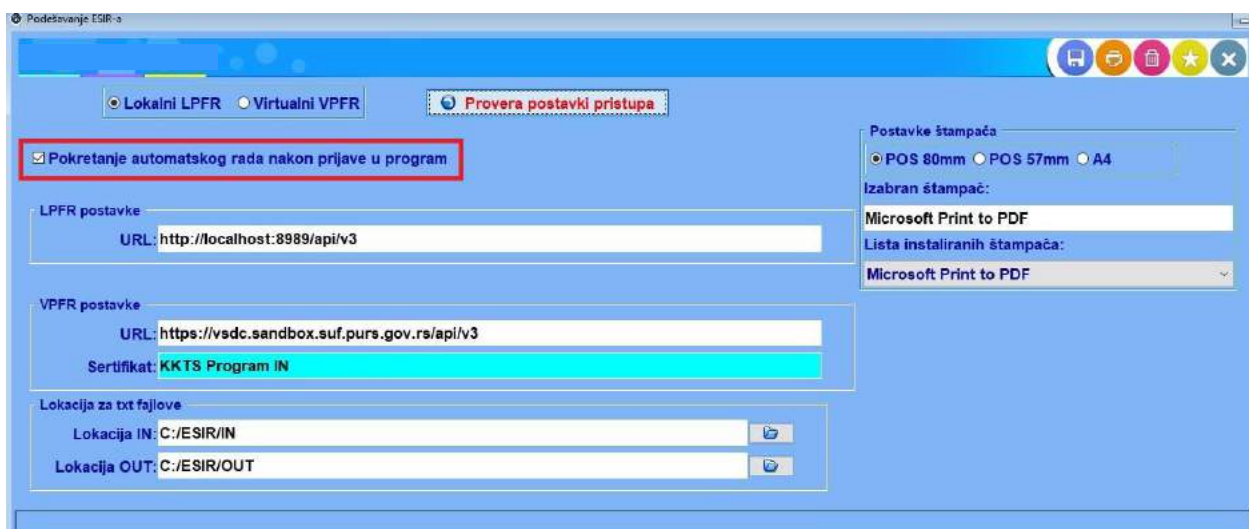 Podešavanje ESIR-a
Lokalni LPFR Virtualni VPFR
Provera postavki pristupa
Pokretanje automatskog rada nakon prijave u program
LPFR postavke
URL: http://localhost:8989/api/v3
VPFR postavke
URL: https://vsdc.sandbox.suf.purs.gov.rs/api/v3
Sertifikat: KKTS Program IN
Lokacija za txt fajlove
Lokacija IN: C:/ESIR/IN
Lokacija OUT: C:/ESIR/OUT
Postavke štampača
POS 80mm POS 57mm A4
Izabran štampač:
Microsoft Print to PDF
Lista instaliranih štampača:
Microsoft Print to PDF